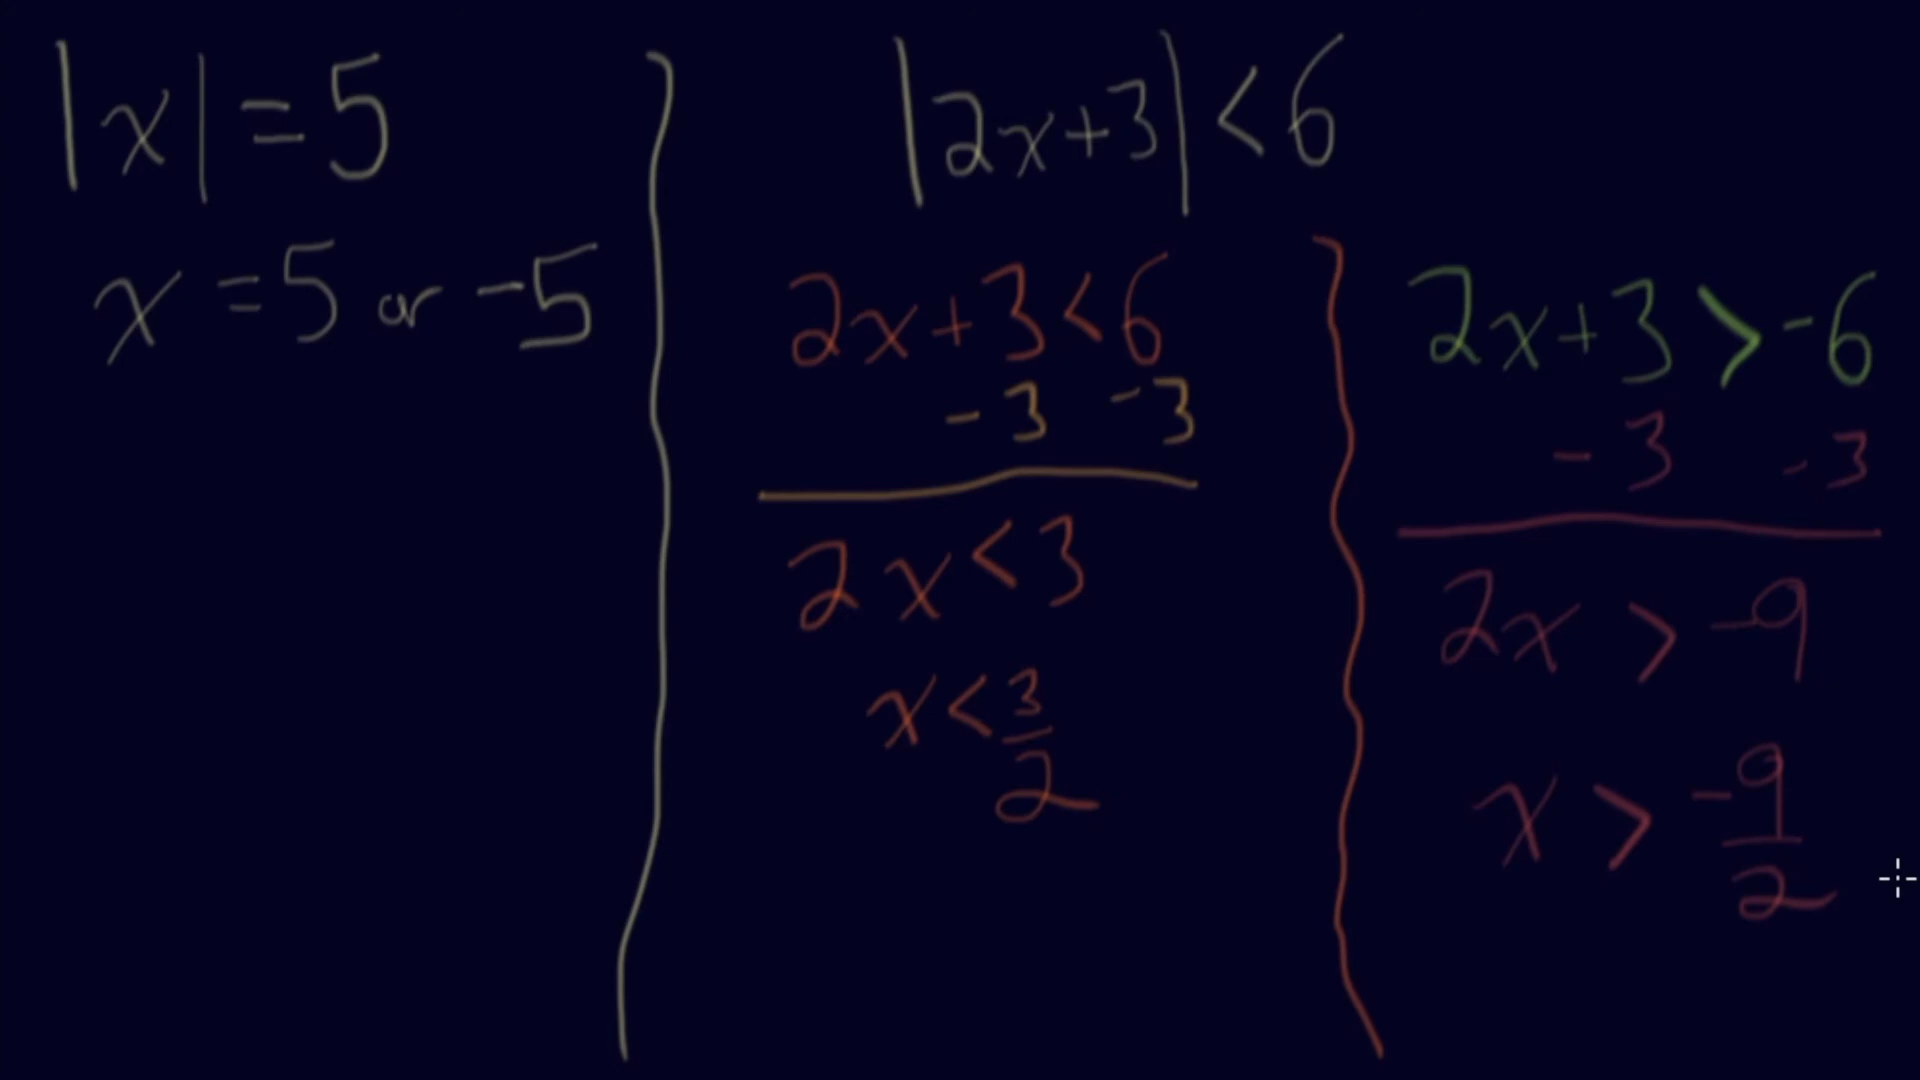 |x| = 5
x = 5 or -5
|2x+3| < 6
2x+3 < 6
-3 -3
2x < 3
x < 3/2
2x+3 > -6
-3 -3
2x > -9
x > -9/2